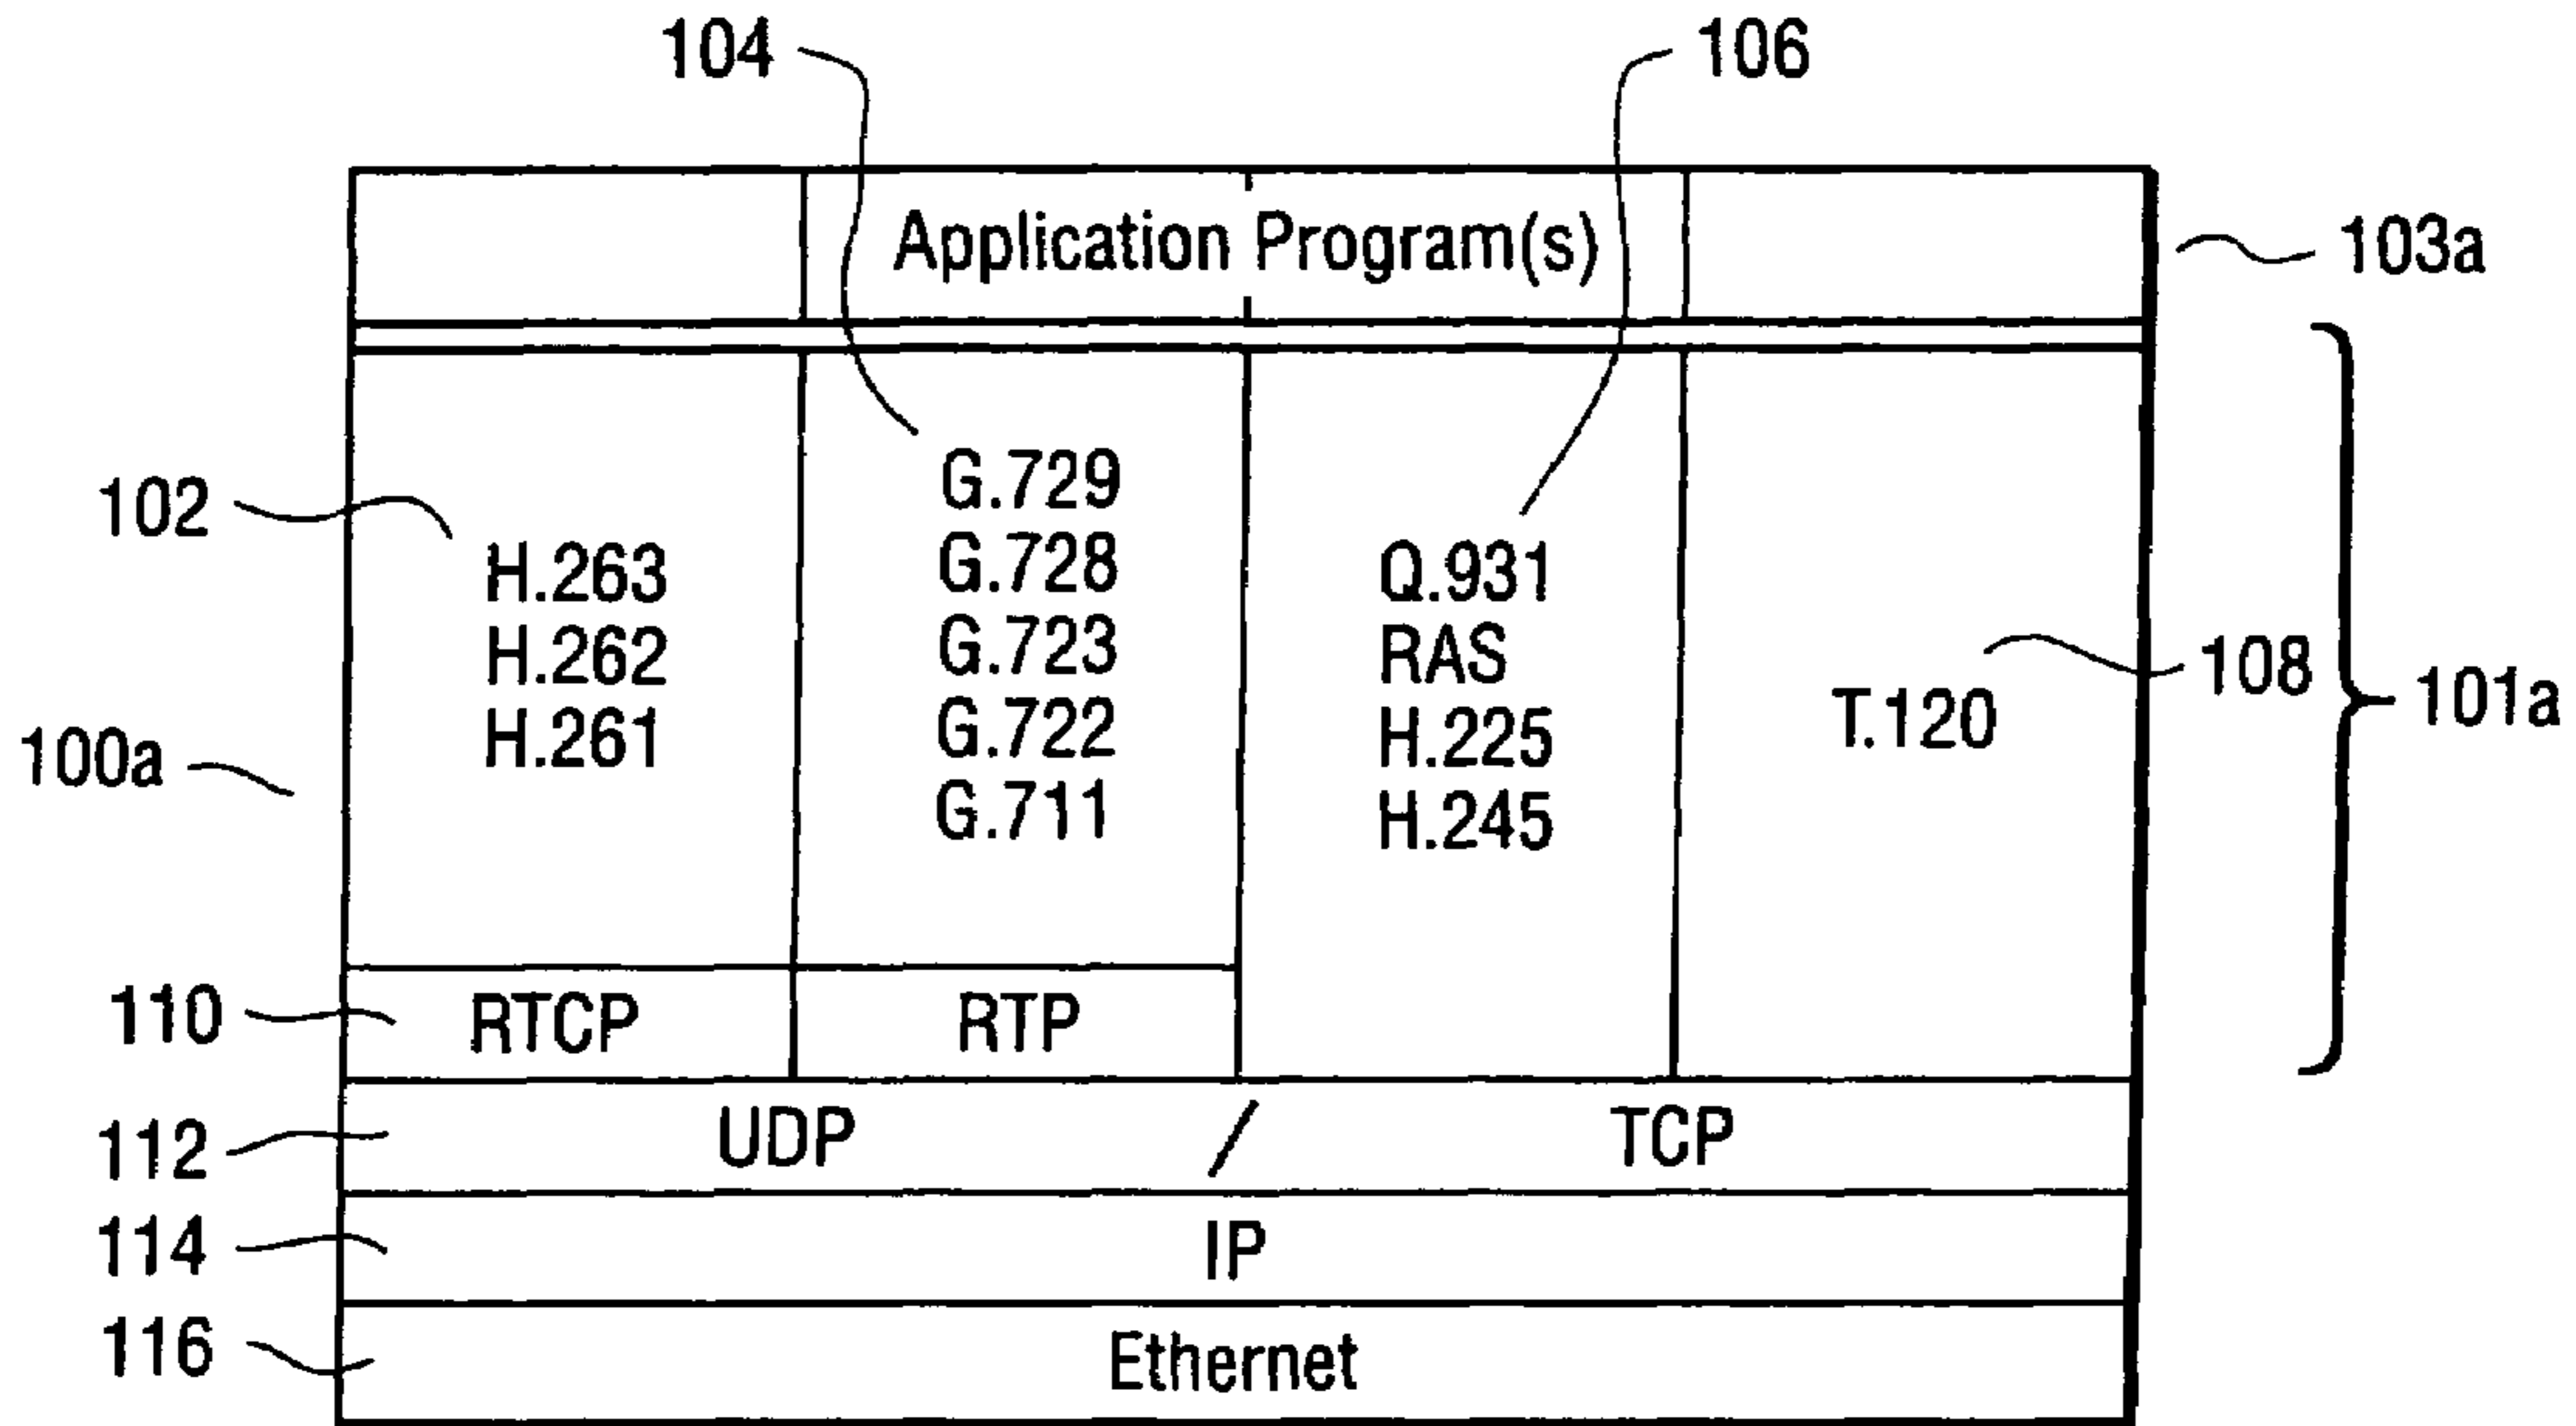 104
106
Application Program(s)
103a
102
H.263
H.262
H.261
G.729
G.728
G.723
G.722
G.711
Q.931
RAS
H.225
H.245
T.120
108
101a
100a
110
RTCP
RTP
112
UDP / TCP
114
IP
116
Ethernet